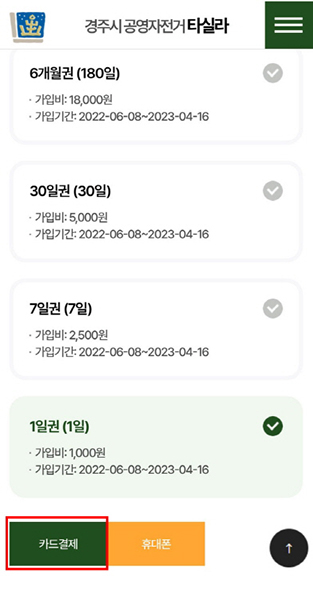 경주시 공영자전거 타실라
6개월권 (180일)
· 가입비: 18,000원
· 가입기간: 2022-06-08~2023-04-16
30일권 (30일)
· 가입비: 5,000원
· 가입기간: 2022-06-08~2023-04-16
7일권 (7일)
· 가입비: 2,500원
· 가입기간: 2022-06-08~2023-04-16
1일권 (1일)
· 가입비: 1,000원
· 가입기간: 2022-06-08~2023-04-16
카드결제 휴대폰